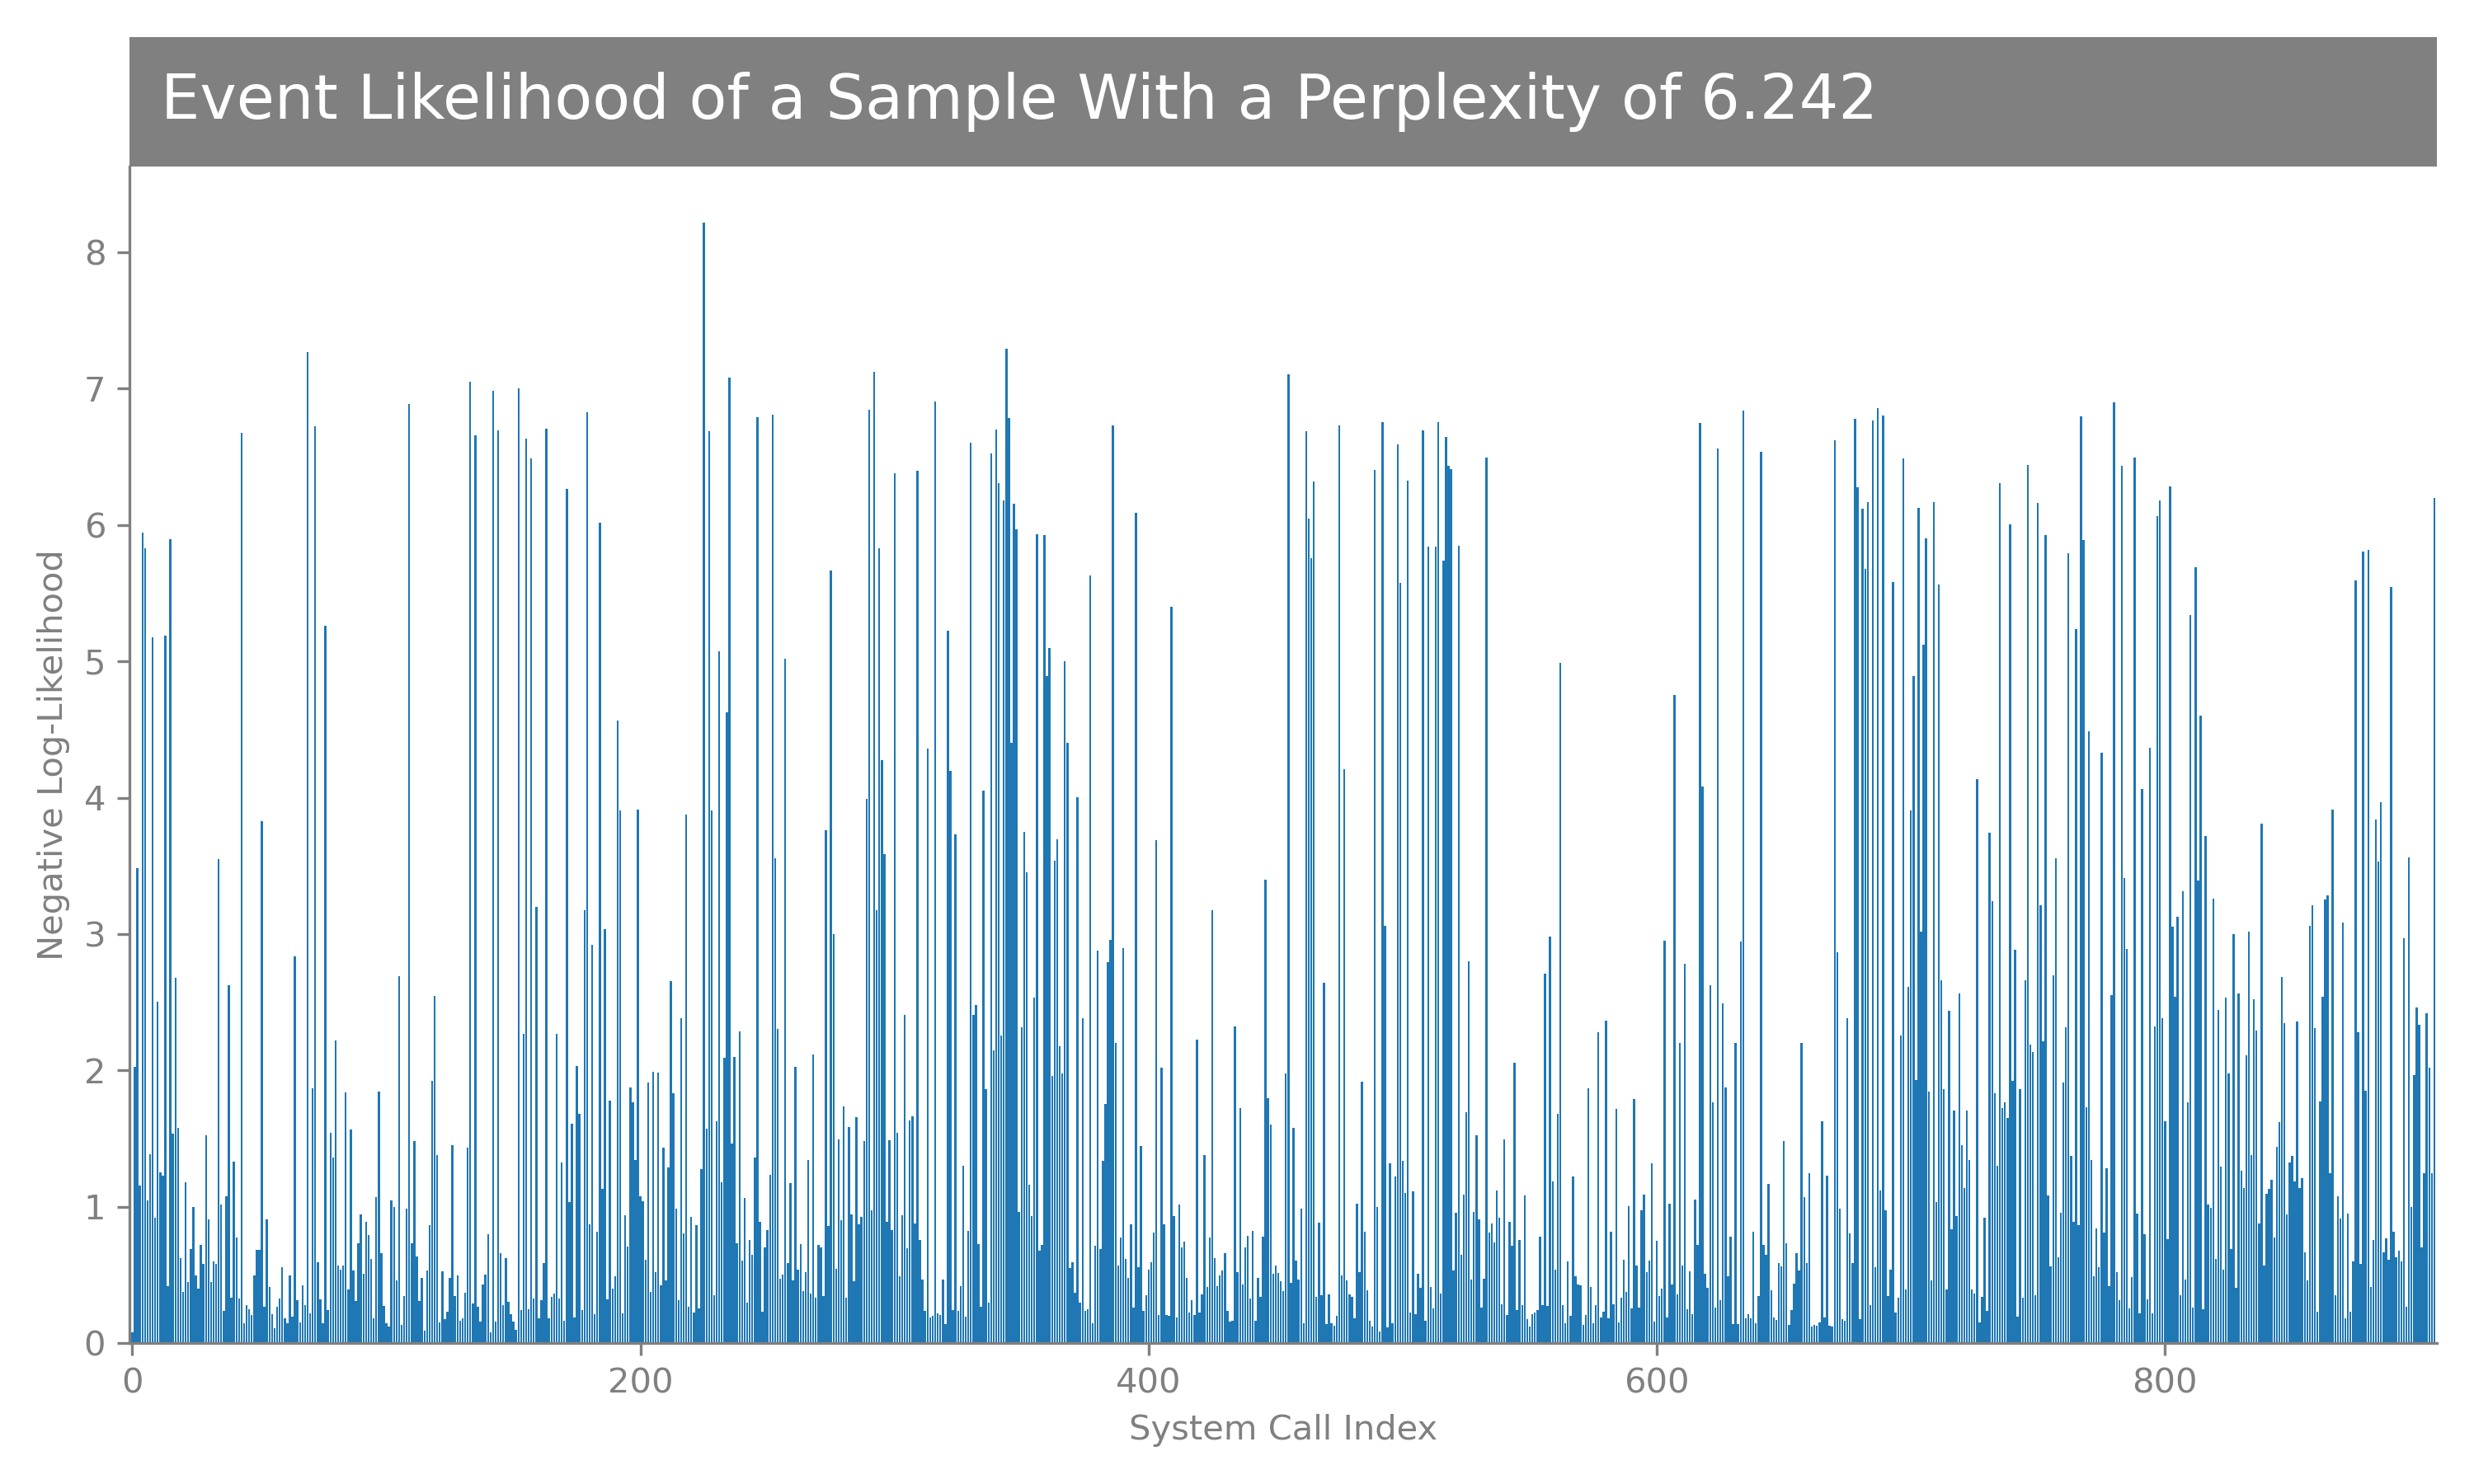 Event Likelihood of a Sample With a Perplexity of 6.242
8
7
6
5
4
3
2
1
0
Negative Log-Likelihood
0 200 400 600 800
System Call Index